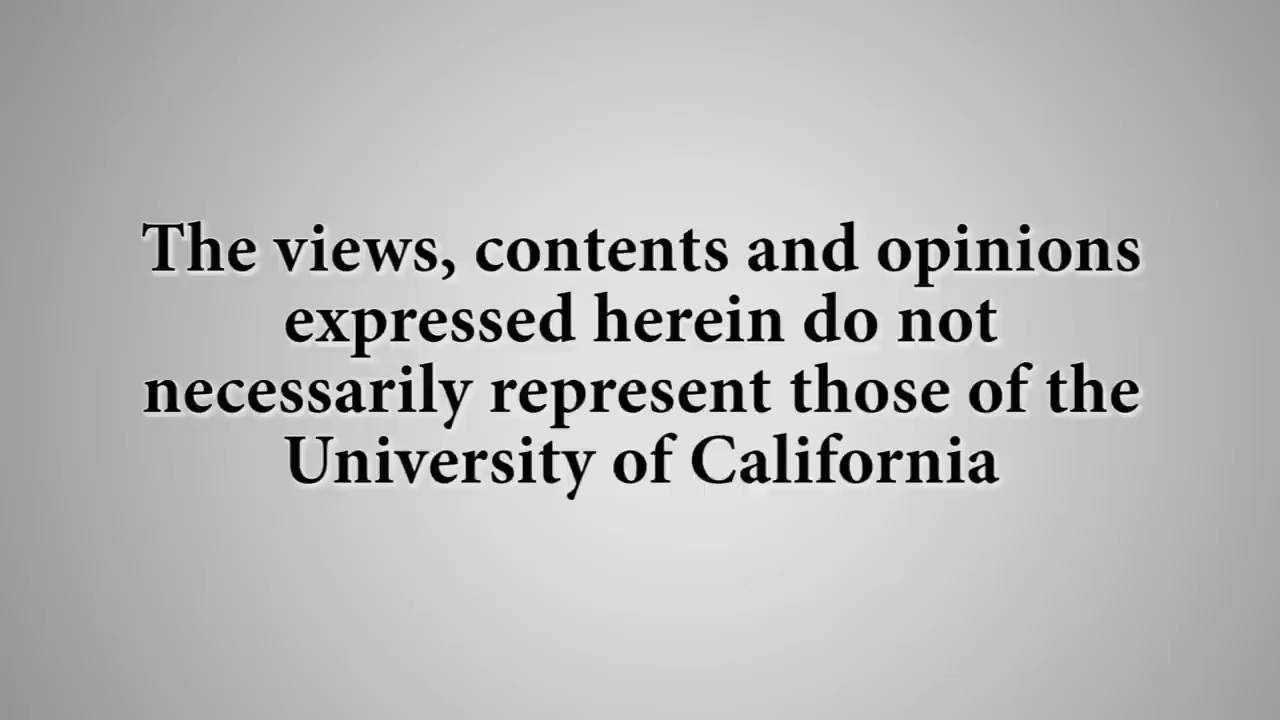 The views, contents and opinions
expressed herein do not
necessarily represent those of the
University of California